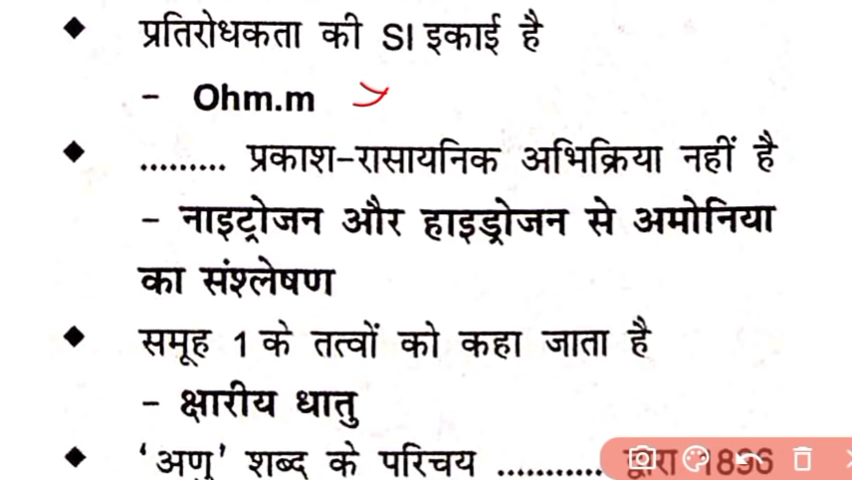 ◆ प्रतिरोधकता की SI इकाई है
– Ohm.m
◆ ......... प्रकाश-रासायनिक अभिक्रिया नहीं है
– नाइट्रोजन और हाइड्रोजन से अमोनिया
का संश्लेषण
◆ समूह 1 के तत्वों को कहा जाता है
– क्षारीय धातु
◆ 'अणु' शब्द के परिचय ........... द्वारा 1896